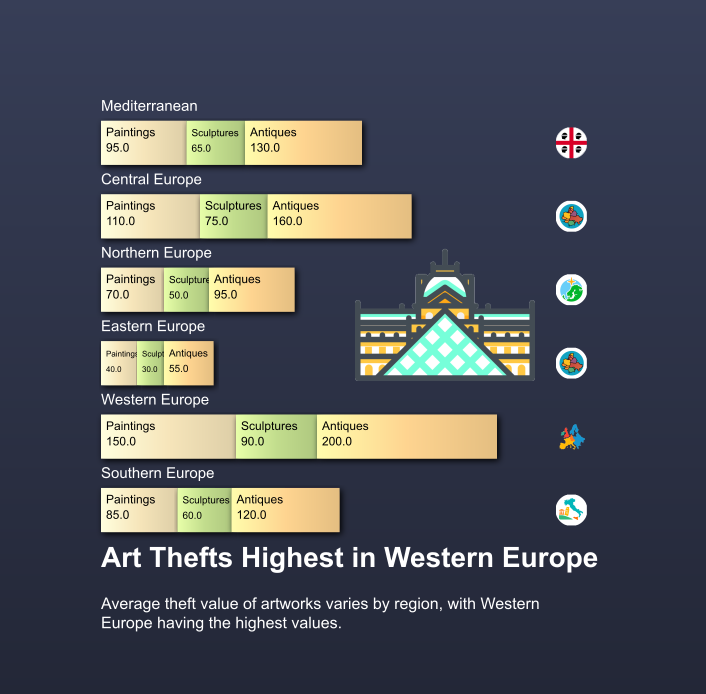 Mediterranean
Paintings Sculptures Antiques
95.0 65.0 130.0
Central Europe
Paintings Sculptures Antiques
110.0 75.0 160.0
Northern Europe
Paintings Sculpture Antiques
70.0 50.0 95.0
Eastern Europe
Paintings Sculpt Antiques
40.0 30.0 55.0
Western Europe
Paintings Sculptures Antiques
150.0 90.0 200.0
Southern Europe
Paintings Sculptures Antiques
85.0 60.0 120.0
Art Thefts Highest in Western Europe
Average theft value of artworks varies by region, with Western
Europe having the highest values.